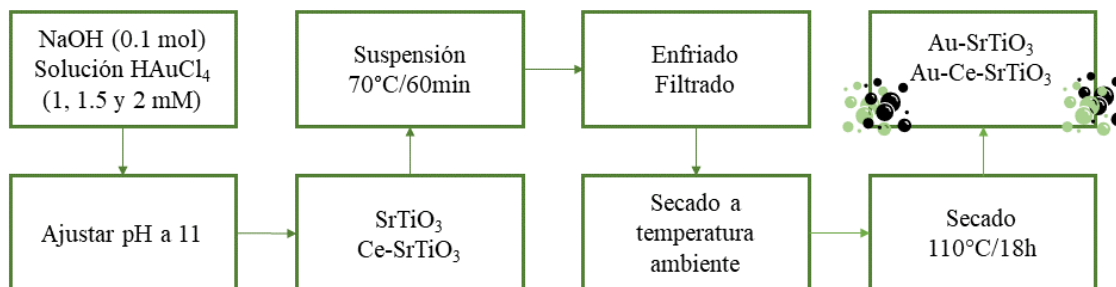 NaOH (0.1 mol)
Solución HAuCl₄
(1, 1.5 y 2 mM)
Ajustar pH a 11
SrTiO₃
Ce-SrTiO₃
Suspensión
70°C/60min
Enfriado
Filtrado
Secado a
temperatura
ambiente
Secado
110°C/18h
Au-SrTiO₃
Au-Ce-SrTiO₃